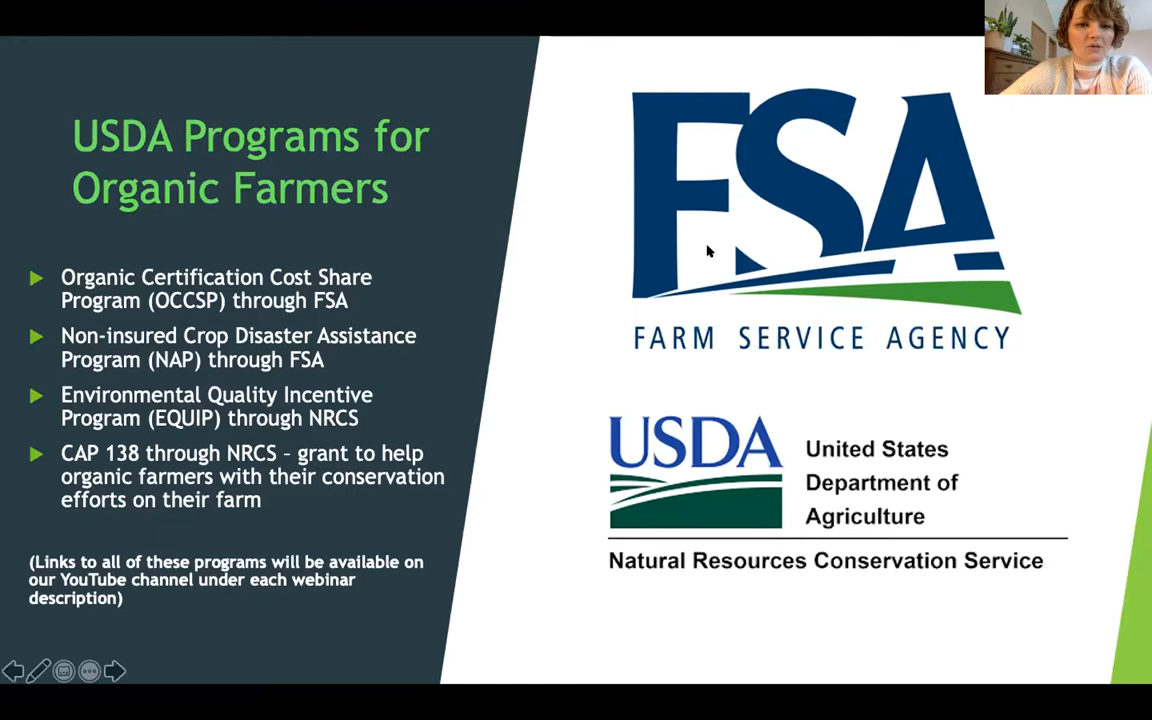 USDA Programs for
Organic Farmers
Organic Certification Cost Share
Program (OCCSP) through FSA
Non-insured Crop Disaster Assistance
Program (NAP) through FSA
Environmental Quality Incentive
Program (EQUIP) through NRCS
CAP 138 through NRCS – grant to help
organic farmers with their conservation
efforts on their farm
(Links to all of these programs will be available on
our YouTube channel under each webinar
description)
FSA
FARM SERVICE AGENCY
USDA
United States
Department of
Agriculture
Natural Resources Conservation Service